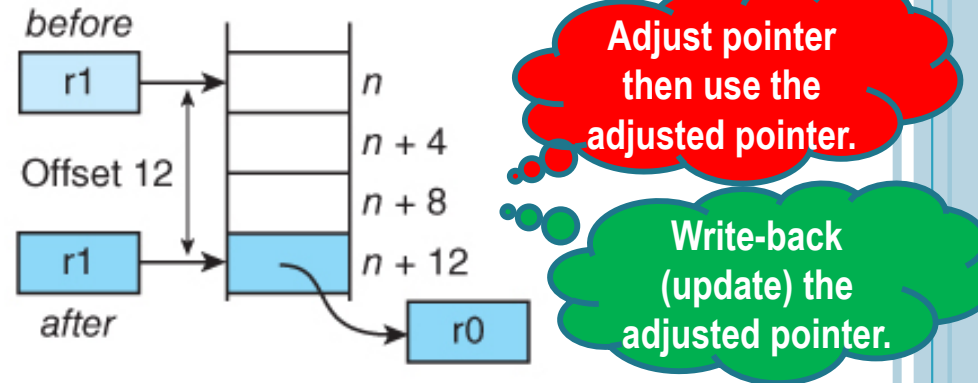 before
r1
n
Offset 12
n + 4
n + 8
r1
n + 12
after
r0
Adjust pointer
then use the
adjusted pointer.
Write-back
(update) the
adjusted pointer.